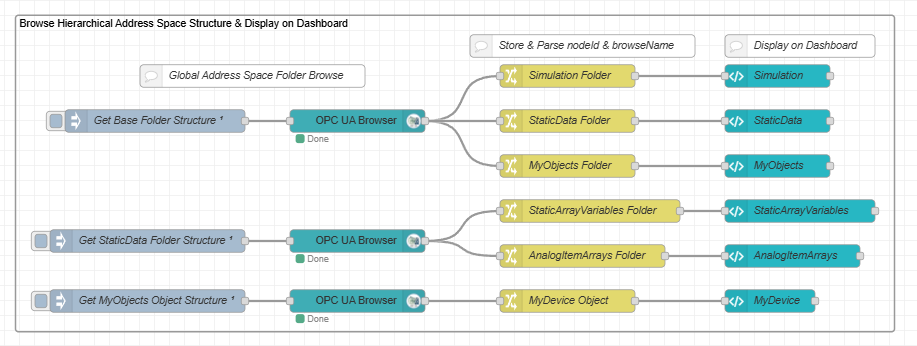 Browse Hierarchical Address Space Structure & Display on Dashboard
Store & Parse nodeId & browseName
Display on Dashboard
Global Address Space Folder Browse
Simulation Folder
Simulation
Get Base Folder Structure ¹
OPC UA Browser
StaticData Folder
StaticData
Done
MyObjects Folder
MyObjects
StaticArrayVariables Folder
StaticArrayVariables
Get StaticData Folder Structure ¹
OPC UA Browser
Done
AnalogItemArrays Folder
AnalogItemArrays
Get MyObjects Object Structure ¹
OPC UA Browser
MyDevice Object
MyDevice
Done